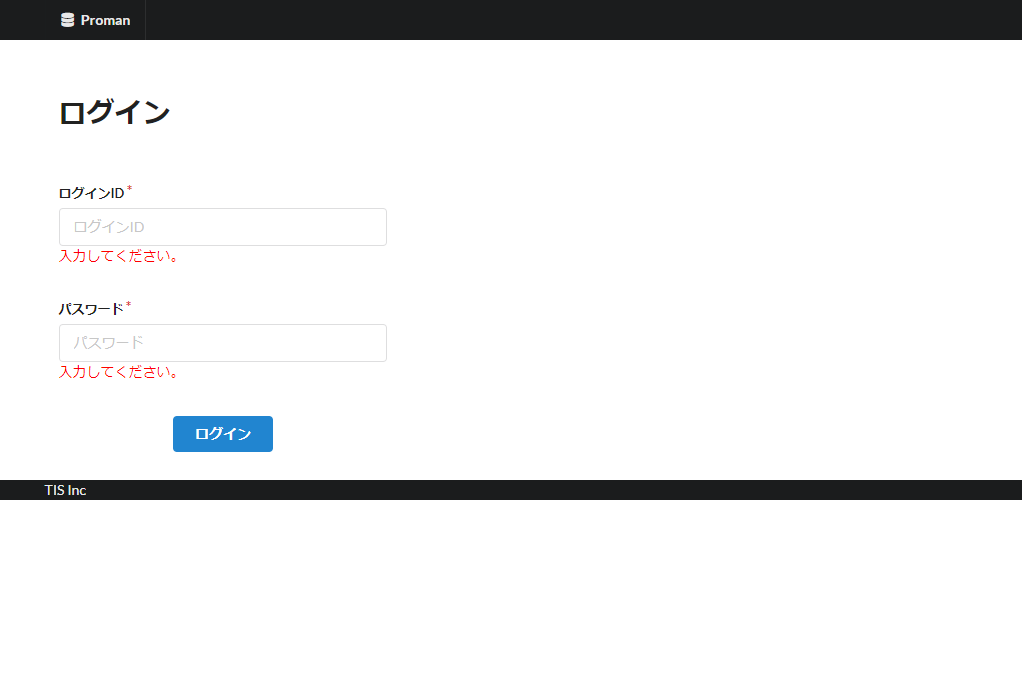 Proman
ログイン
ログインID*
ログインID
入力してください。
パスワード*
パスワード
入力してください。
ログイン
TIS Inc